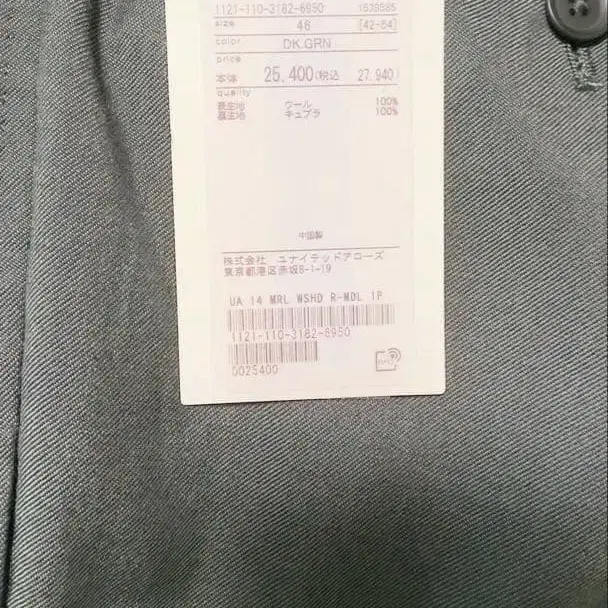 1121-110-3182-6950 1539585
size 46 [42-54]
color DK.GRN
price
本体 25,400(税込 27,940)
quality
表生地 ウール 100%
裏生地 キュプラ 100%
中国製
株式会社 ユナイテッドアローズ
東京都港区赤坂8-1-19
UA 14 MRL WSHD R-MDL 1P
1121-110-3182-6950
0025400